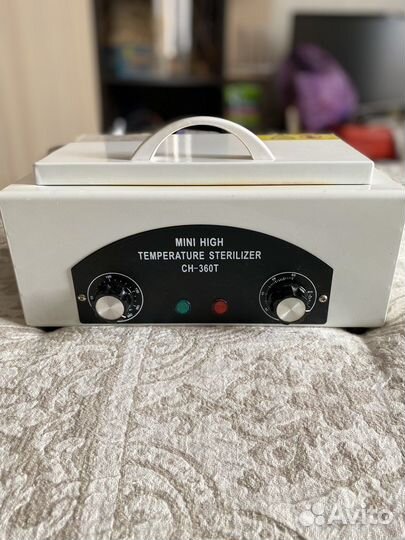 MINI HIGH
TEMPERATURE STERILIZER
CH-360T
Avito